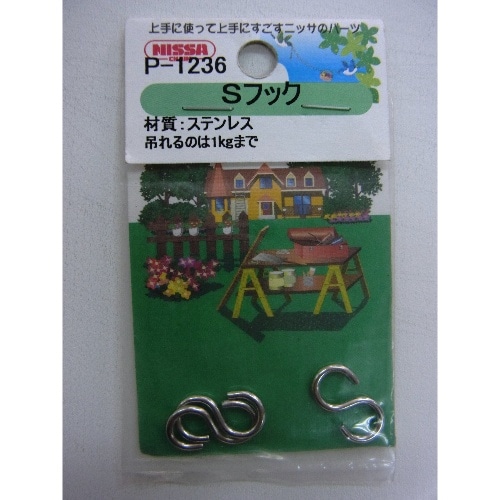 上手に使って上手にすごすニッサのパーツ
NISSA
CHAIN
P-1236
Sフック
材質:ステンレス
吊れるのは1kgまで